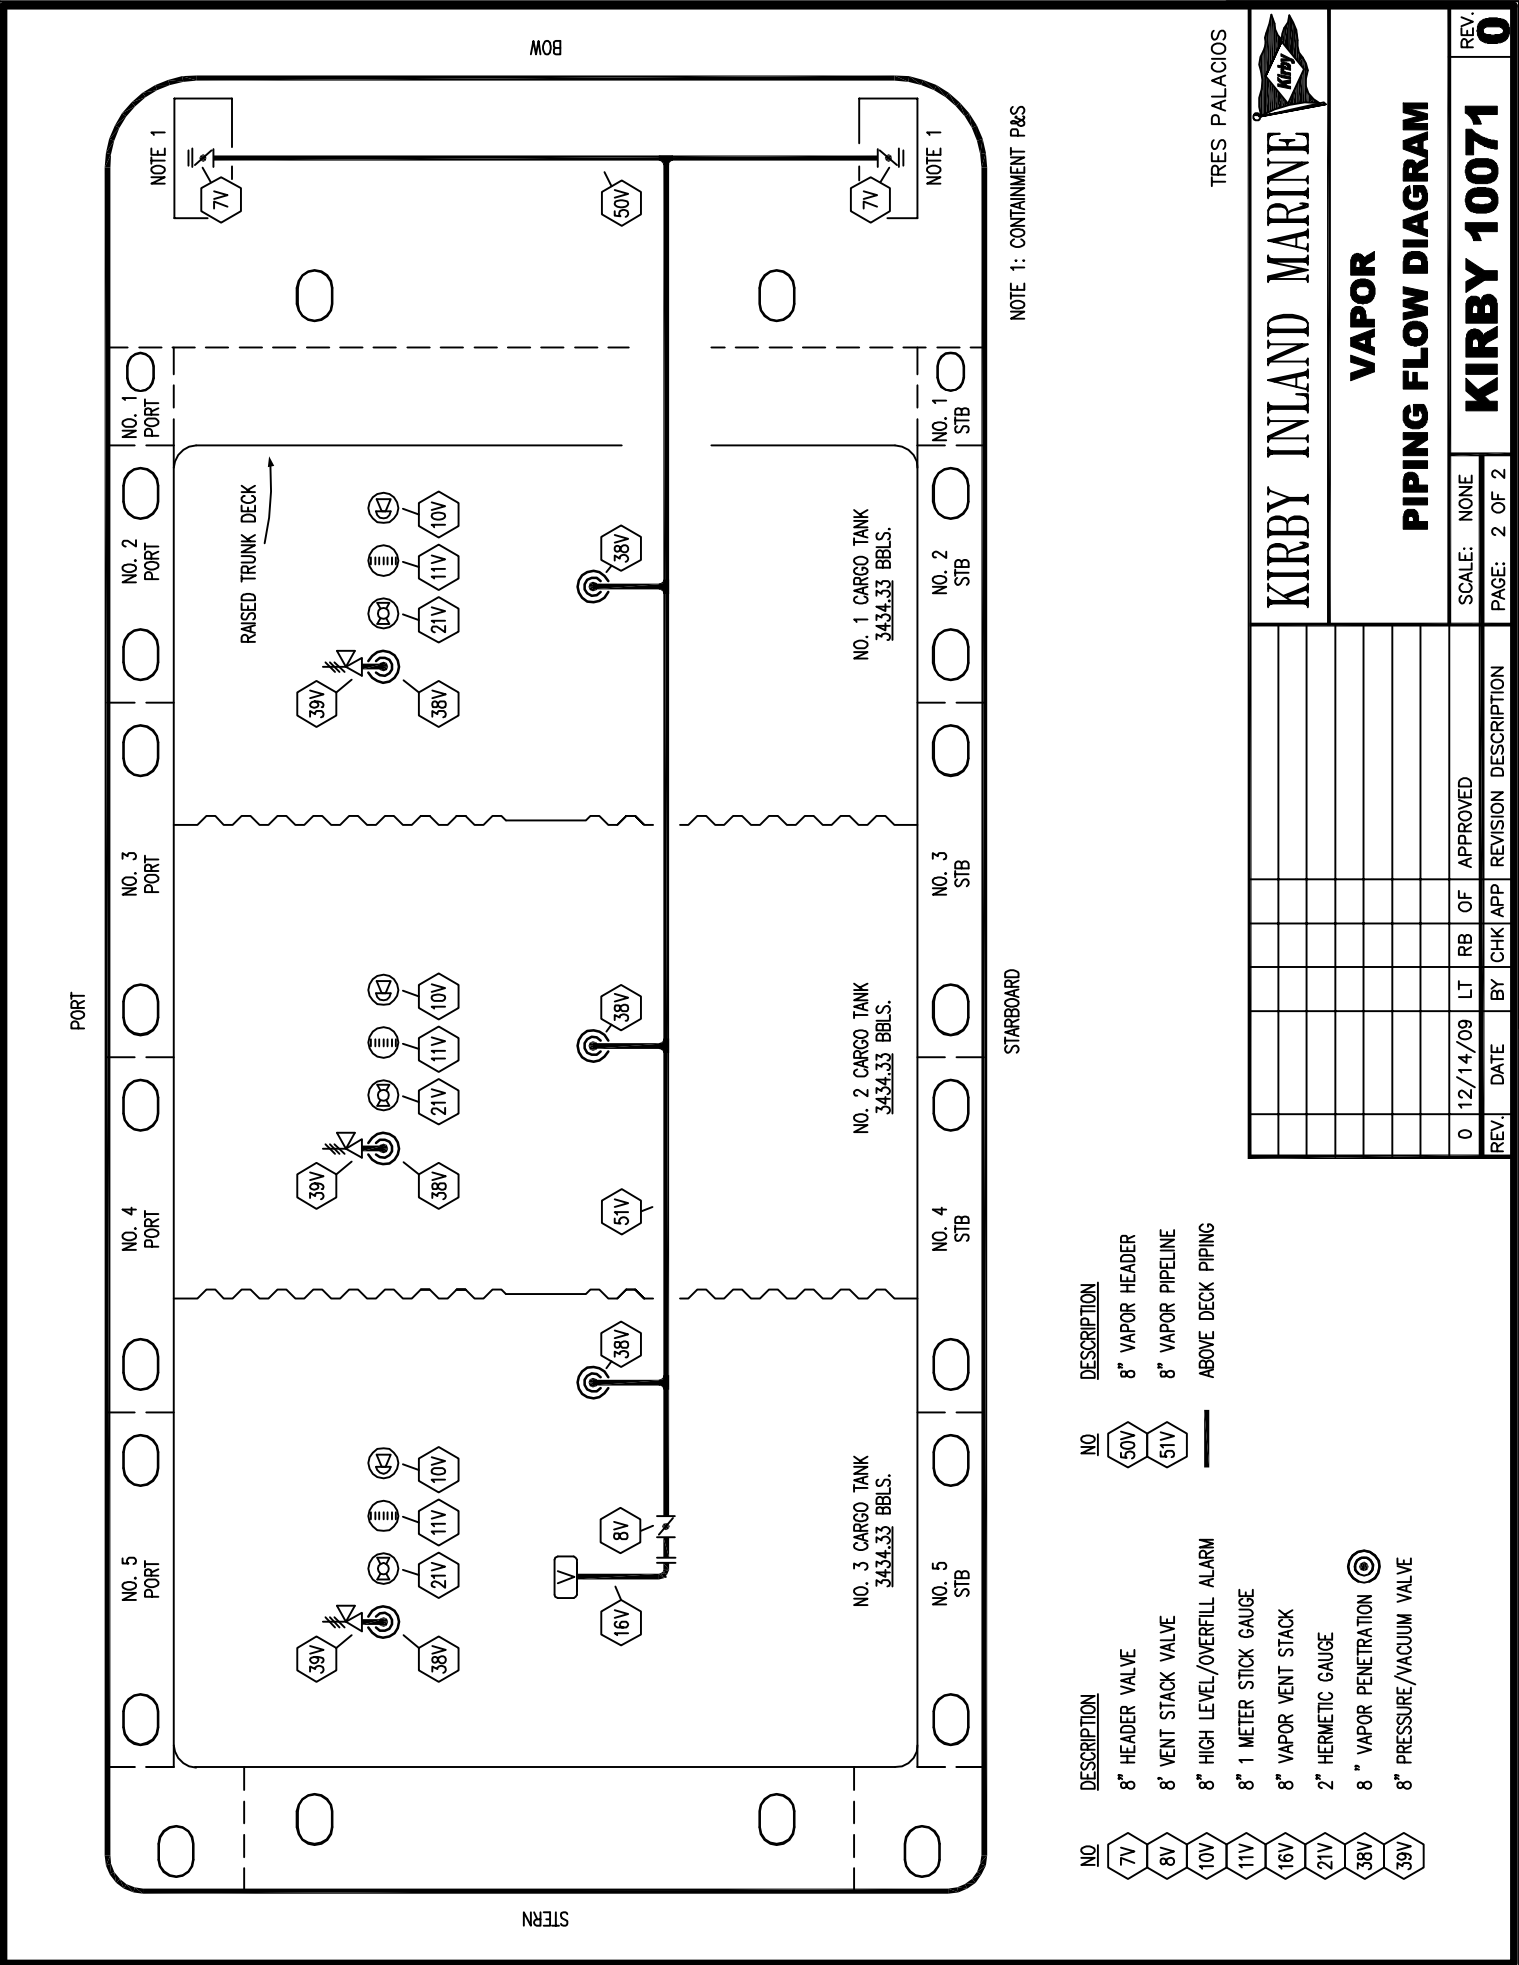 BOW
PORT
STARBOARD
STERN
NOTE 1
7V
50V
7V
NOTE 1
NOTE 1: CONTAINMENT P&S
NO. 1
PORT
NO. 2
PORT
NO. 3
PORT
NO. 4
PORT
NO. 5
PORT
RAISED TRUNK DECK
39V
38V
21V
11V
10V
38V
NO. 1 CARGO TANK
3434.33 BBLS.
39V
38V
21V
11V
10V
38V
51V
NO. 2 CARGO TANK
3434.33 BBLS.
39V
38V
21V
11V
10V
38V
8V
V
16V
NO. 3 CARGO TANK
3434.33 BBLS.
NO. 1
STB
NO. 2
STB
NO. 3
STB
NO. 4
STB
NO. 5
STB
NO DESCRIPTION
7V 8" HEADER VALVE
8V 8' VENT STACK VALVE
10V 8" HIGH LEVEL/OVERFILL ALARM
11V 8" 1 METER STICK GAUGE
16V 8" VAPOR VENT STACK
21V 2" HERMETIC GAUGE
38V 8 " VAPOR PENETRATION
39V 8" PRESSURE/VACUUM VALVE
NO DESCRIPTION
50V 8" VAPOR HEADER
51V 8" VAPOR PIPELINE
ABOVE DECK PIPING
TRES PALACIOS
KIRBY INLAND MARINE
Kirby
VAPOR
PIPING FLOW DIAGRAM
0 12/14/09 LT RB OF APPROVED
REV. DATE BY CHK APP REVISION DESCRIPTION
SCALE: NONE
PAGE: 2 OF 2
KIRBY 10071
REV.
0